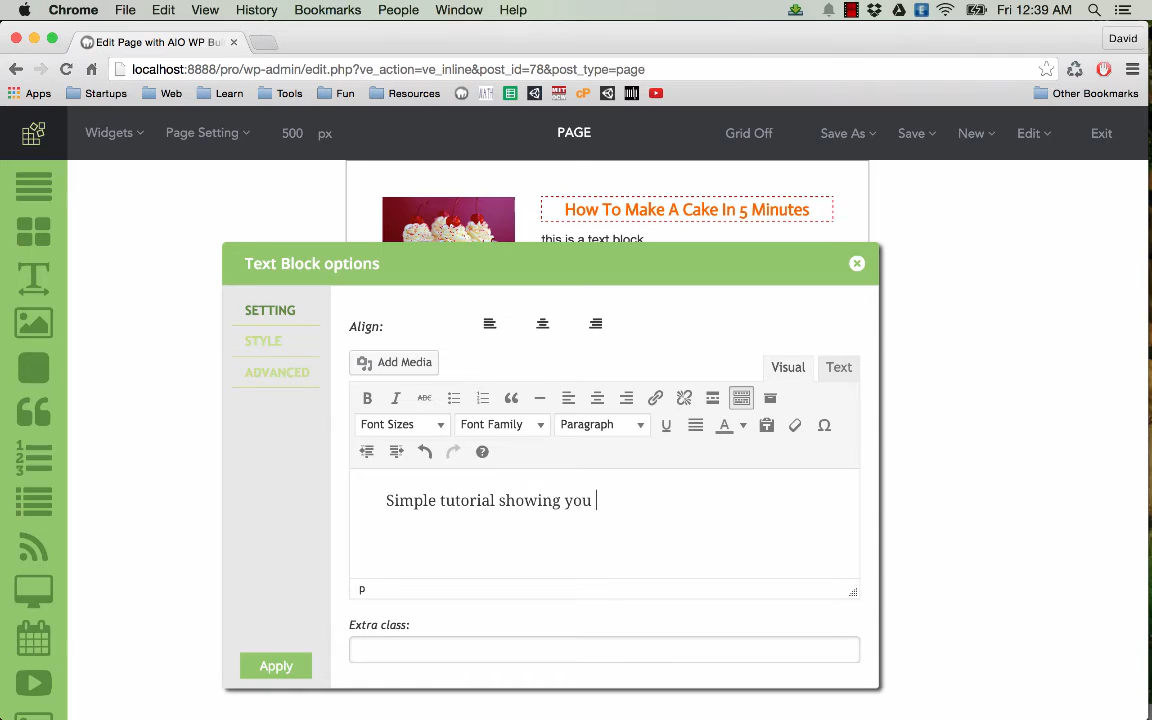 Chrome File Edit View History Bookmarks People Window Help Fri 12:39 AM
Edit Page with AIO WP Bui David
localhost:8888/pro/wp-admin/edit.php?ve_action=ve_inline&post_id=78&post_type=page
Apps Startups Web Learn Tools Fun Resources Other Bookmarks
Widgets Page Setting 500 px PAGE Grid Off Save As Save New Edit Exit
How To Make A Cake In 5 Minutes
this is a text block
Text Block options
SETTING
STYLE
ADVANCED
Align:
Add Media Visual Text
B I ABC
Font Sizes Font Family Paragraph U A Ω
Simple tutorial showing you
p
Extra class:
Apply